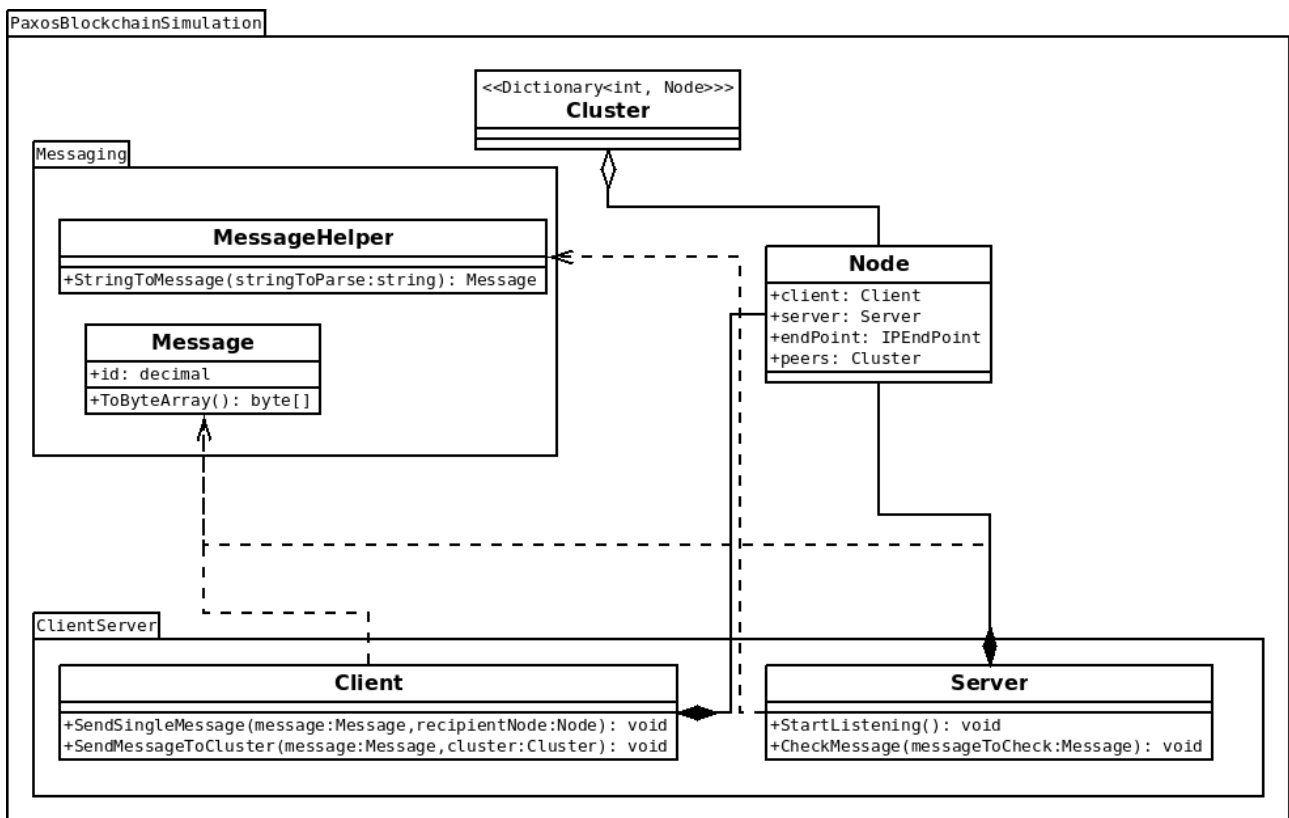 PaxosBlockchainSimulation
<<Dictionary<int, Node>>>
Cluster
Messaging
MessageHelper
+StringToMessage(stringToParse:string): Message
Message
+id: decimal
+ToByteArray(): byte[]
Node
+client: Client
+server: Server
+endPoint: IPEndPoint
+peers: Cluster
ClientServer
Client
+SendSingleMessage(message:Message,recipientNode:Node): void
+SendMessageToCluster(message:Message,cluster:Cluster): void
Server
+StartListening(): void
+CheckMessage(messageToCheck:Message): void